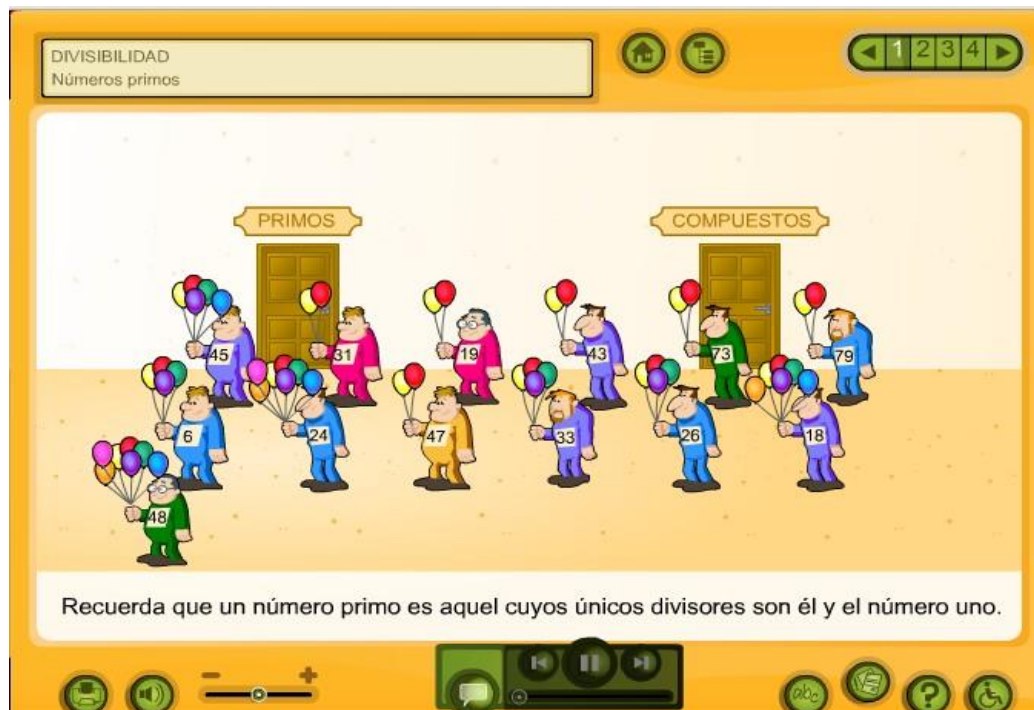 DIVISIBILIDAD
Números primos
1 2 3 4
PRIMOS
COMPUESTOS
45 31 19 43 73 79
6 24 47 33 26 18
48
Recuerda que un número primo es aquel cuyos únicos divisores son él y el número uno.
abc ?